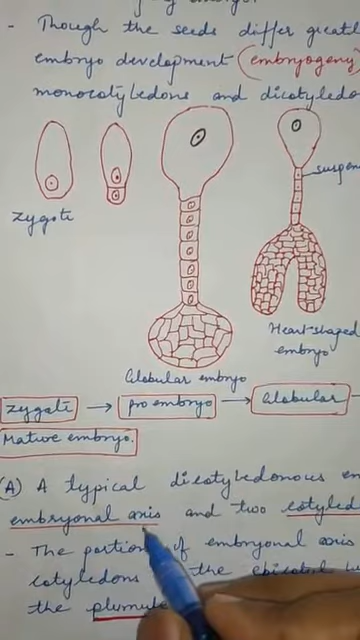 - Though the seeds differ greatl
embryo development (embryogeny)
monocotyledons and dicotyledo
suspen
zygote
Heart shaped
embryo
Globular embryo
zygote → pro embryo → Globular
Mature embryo.
(A) A typical dicotyledonous em
embryonal axis and two cotyled
- The portion of embryonal axis
cotyledons the epicotyl
the plumule